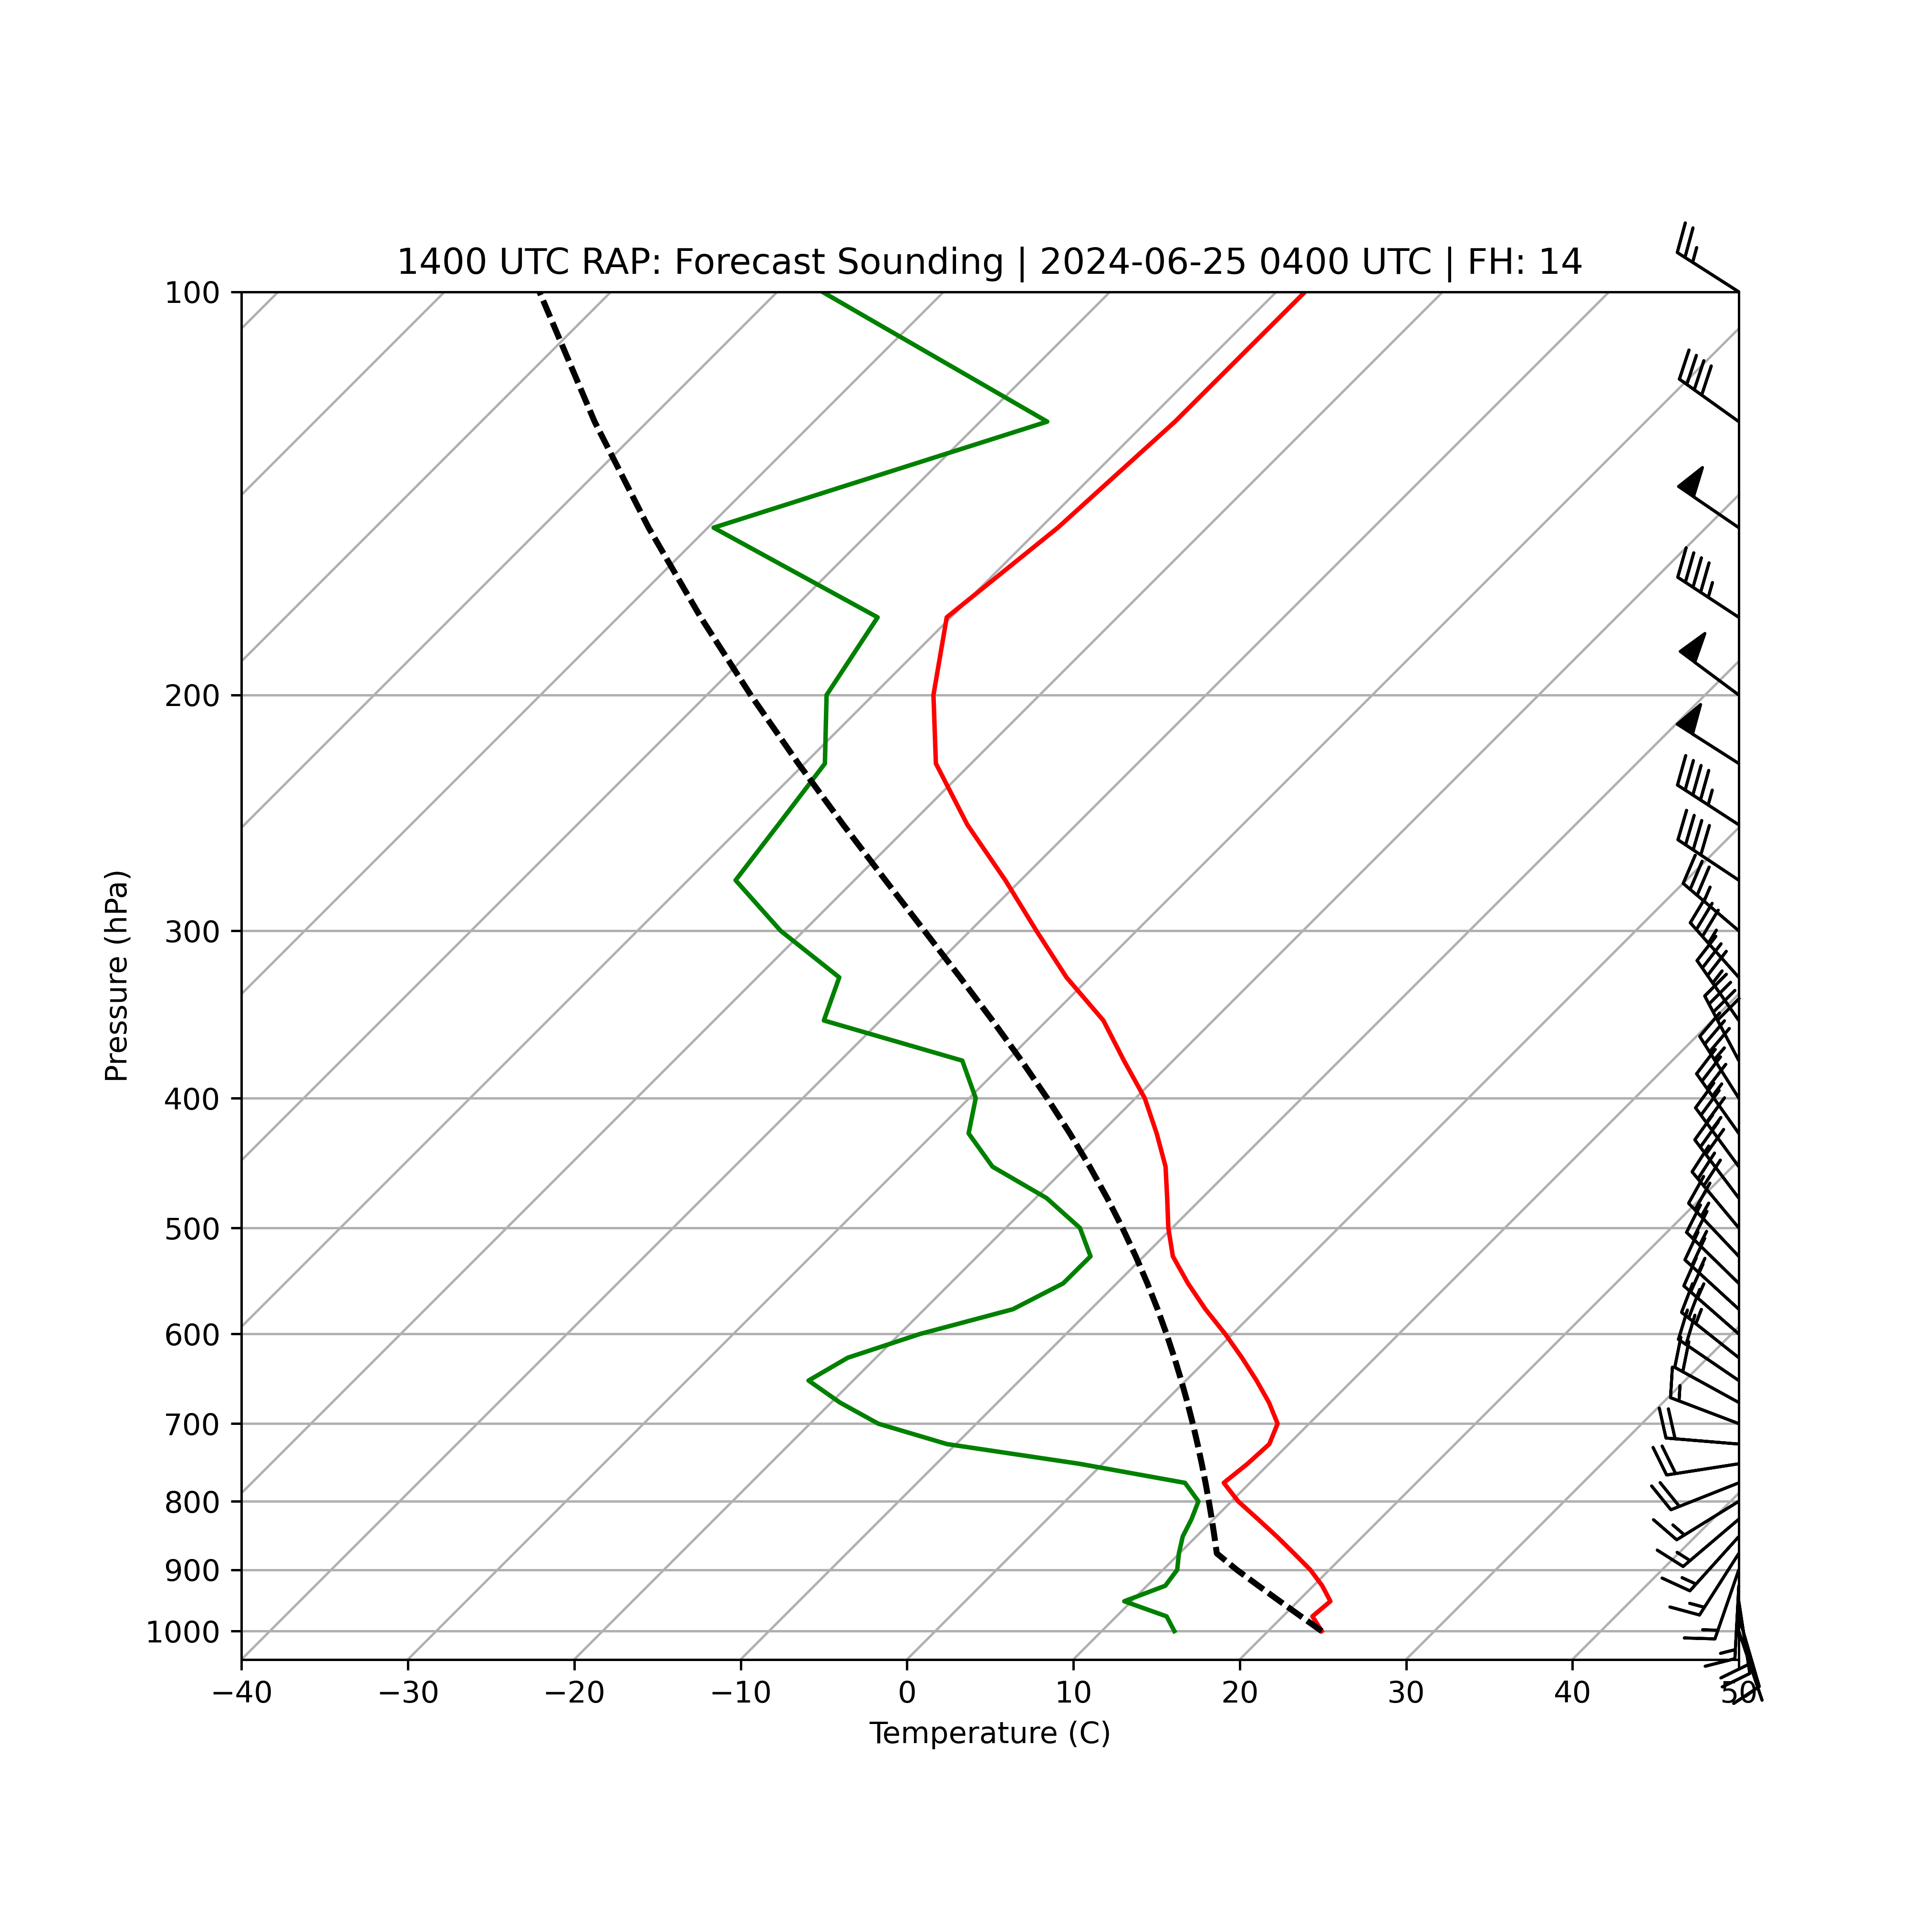 1400 UTC RAP: Forecast Sounding | 2024-06-25 0400 UTC | FH: 14
100
200
300
400
500
600
700
800
900
1000
Pressure (hPa)
−40 −30 −20 −10 0 10 20 30 40 50
Temperature (C)